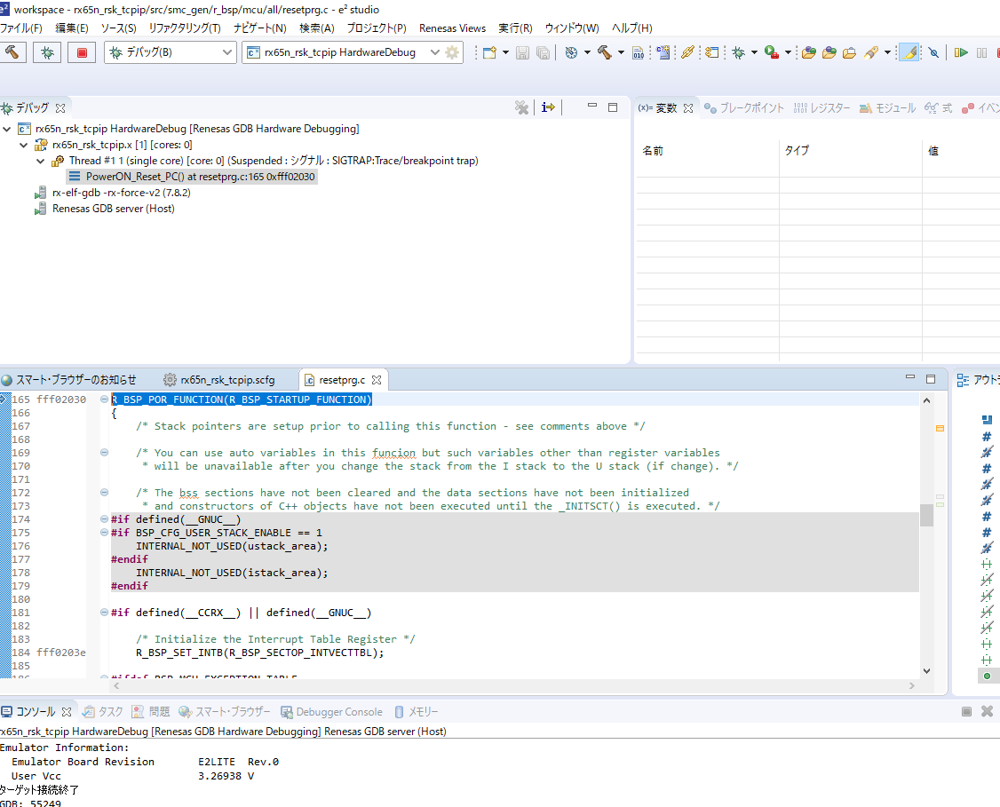 workspace - rx65n_rsk_tcpip/src/smc_gen/r_bsp/mcu/all/resetprg.c - e² studio
ファイル(F) 編集(E) ソース(S) リファクタリング(T) ナビゲート(N) 検索(A) プロジェクト(P) Renesas Views 実行(R) ウィンドウ(W) ヘルプ(H)
デバッグ(B) rx65n_rsk_tcpip HardwareDebug
デバッグ
rx65n_rsk_tcpip HardwareDebug [Renesas GDB Hardware Debugging]
rx65n_rsk_tcpip.x [1] [cores: 0]
Thread #1 1 (single core) [core: 0] (Suspended : シグナル : SIGTRAP:Trace/breakpoint trap)
PowerON_Reset_PC() at resetprg.c:165 0xfff02030
rx-elf-gdb -rx-force-v2 (7.8.2)
Renesas GDB server (Host)
(x)= 変数 ブレークポイント レジスター モジュール 式 イベン
名前 タイプ 値
スマート・ブラウザーのお知らせ rx65n_rsk_tcpip.scfg resetprg.c
165 fff02030 R_BSP_POR_FUNCTION(R_BSP_STARTUP_FUNCTION)
166 {
167 /* Stack pointers are setup prior to calling this function - see comments above */
168
169 /* You can use auto variables in this funcion but such variables other than register variables
170 * will be unavailable after you change the stack from the I stack to the U stack (if change). */
171
172 /* The bss sections have not been cleared and the data sections have not been initialized
173 * and constructors of C++ objects have not been executed until the _INITSCT() is executed. */
174 #if defined(__GNUC__)
175 #if BSP_CFG_USER_STACK_ENABLE == 1
176 INTERNAL_NOT_USED(ustack_area);
177 #endif
178 INTERNAL_NOT_USED(istack_area);
179 #endif
180
181 #if defined(__CCRX__) || defined(__GNUC__)
182
183 /* Initialize the Interrupt Table Register */
184 fff0203e R_BSP_SET_INTB(R_BSP_SECTOP_INTVECTTBL);
185
186 #ifdef BSP_MCU_EXCEPTION_TABLE
アウトラ
コンソール タスク 問題 スマート・ブラウザー Debugger Console メモリー
rx65n_rsk_tcpip HardwareDebug [Renesas GDB Hardware Debugging] Renesas GDB server (Host)
Emulator Information:
Emulator Board Revision E2LITE Rev.0
User Vcc 3.26938 V
ターゲット接続終了
GDB: 55249